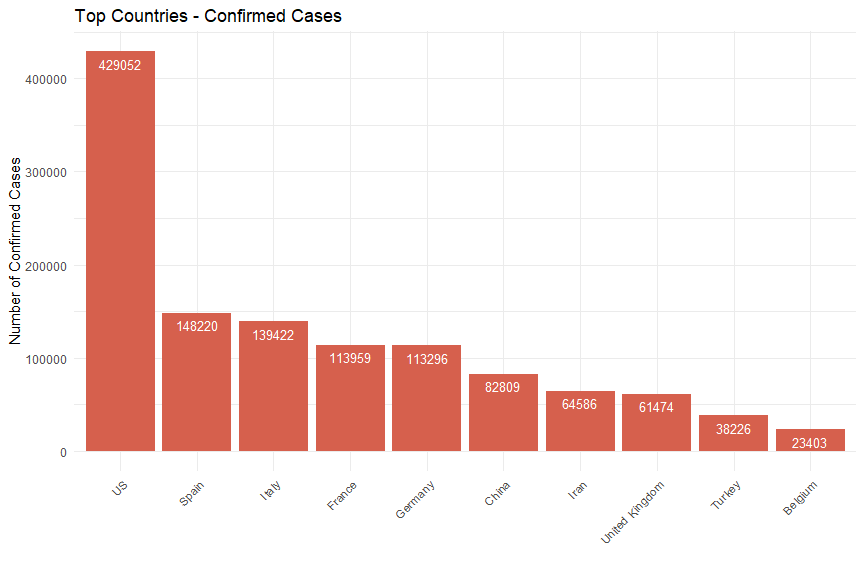 Top Countries - Confirmed Cases
Number of Confirmed Cases
400000
300000
200000
100000
0
429052
148220
139422
113959
113296
82809
64586
61474
38226
23403
US
Spain
Italy
France
Germany
China
Iran
United Kingdom
Turkey
Belgium